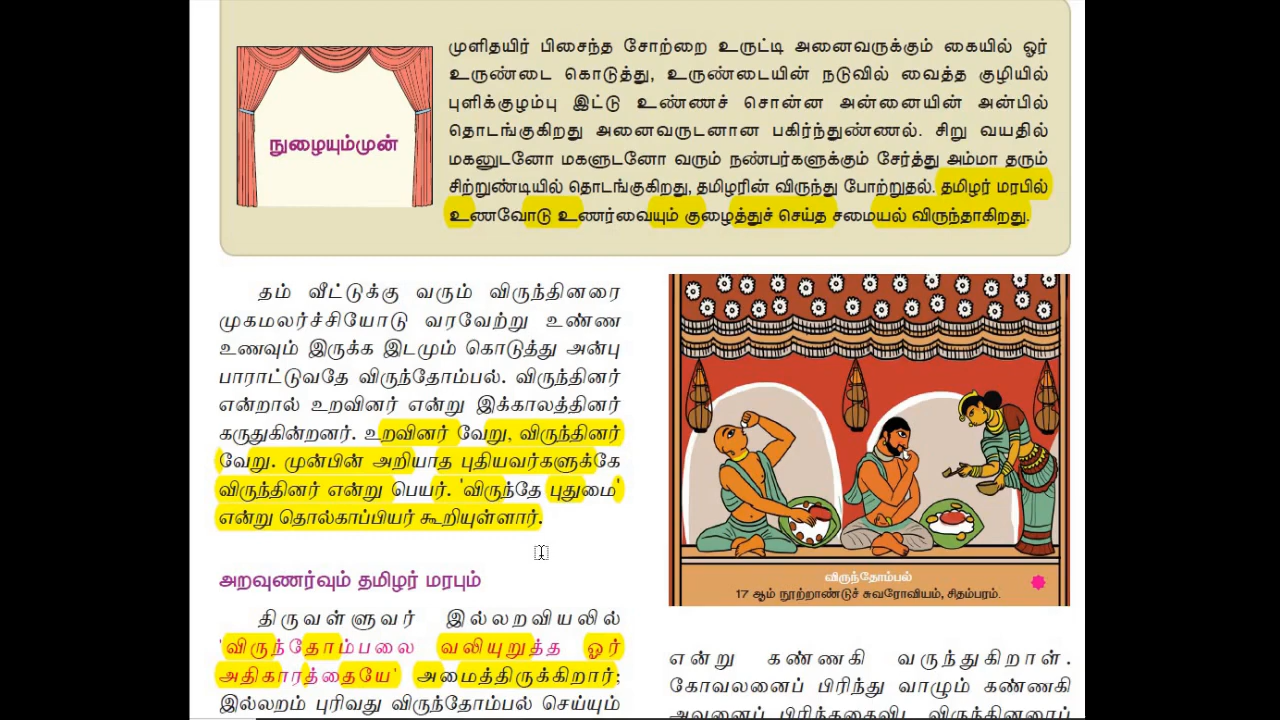 நுழையும்முன்
முளிதயிர் பிசைந்த சோற்றை உருட்டி அனைவருக்கும் கையில் ஓர்
உருண்டை கொடுத்து, உருண்டையின் நடுவில் வைத்த குழியில்
புளிக்குழம்பு இட்டு உண்ணச் சொன்ன அன்னையின் அன்பில்
தொடங்குகிறது அனைவருடனான பகிர்ந்துண்ணல். சிறு வயதில்
மகனுடனோ மகளுடனோ வரும் நண்பர்களுக்கும் சேர்த்து அம்மா தரும்
சிற்றுண்டியில் தொடங்குகிறது, தமிழரின் விருந்து போற்றுதல். தமிழர் மரபில்
உணவோடு உணர்வையும் குழைத்துச் செய்த சமையல் விருந்தாகிறது.
தம் வீட்டுக்கு வரும் விருந்தினரை
முகமலர்ச்சியோடு வரவேற்று உண்ண
உணவும் இருக்க இடமும் கொடுத்து அன்பு
பாராட்டுவதே விருந்தோம்பல். விருந்தினர்
என்றால் உறவினர் என்று இக்காலத்தினர்
கருதுகின்றனர். உறவினர் வேறு, விருந்தினர்
வேறு. முன்பின் அறியாத புதியவர்களுக்கே
விருந்தினர் என்று பெயர். 'விருந்தே புதுமை'
என்று தொல்காப்பியர் கூறியுள்ளார்.
அறவுணர்வும் தமிழர் மரபும்
திருவள்ளுவர் இல்லறவியலில்
'விருந்தோம்பலை வலியுறுத்த ஓர்
அதிகாரத்தையே' அமைத்திருக்கிறார்;
இல்லறம் புரிவது விருந்தோம்பல் செய்யும்
விருந்தோம்பல்
17 ஆம் நூற்றாண்டுச் சுவரோவியம், சிதம்பரம்.
என்று கண்ணகி வருந்துகிறாள்.
கோவலனைப் பிரிந்து வாழும் கண்ணகி
அவனைப் பிரிந்ததைவிட விருந்தினரைப்